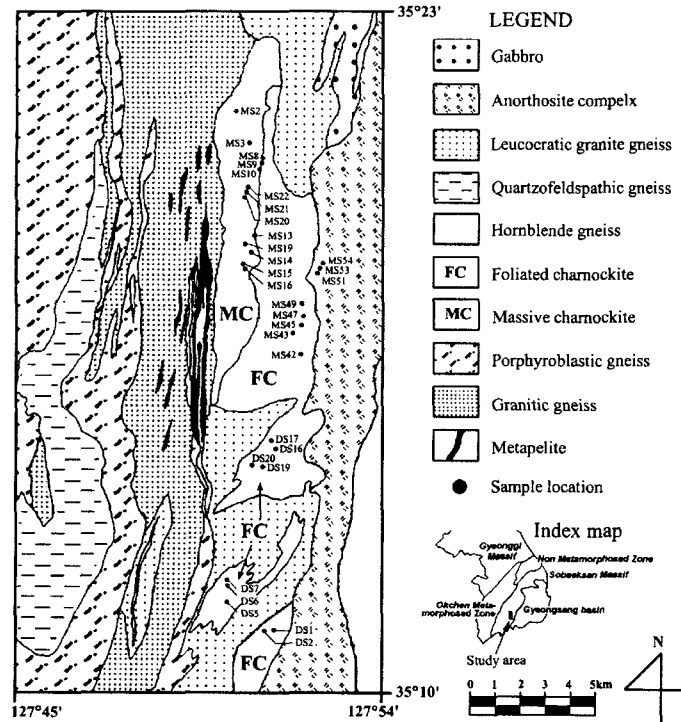 35°23'
LEGEND
Gabbro
Anorthosite compelx
Leucocratic granite gneiss
Quartzofeldspathic gneiss
Hornblende gneiss
FC Foliated charnockite
MC Massive charnockite
Porphyroblastic gneiss
Granitic gneiss
Metapelite
Sample location
MS2
MS3
MS8
MS9
MS10
MS22
MS21
MS20
MS13
MS19
MS14
MS15
MS16
MS54
MS53
MS51
MS49
MS47
MS45
MS43
MS42
MC
FC
DS17
DS16
DS20
DS19
FC
DS7
DS6
DS5
DS1
DS2
FC
35°10'
127°45'
127°54'
Index map
Gyeonggi
Massif
Non Metamorphosed Zone
Sobaeksan Massif
Okchen Meta-
morphosed Zone
Gyeongsang basin
Study area
N
0 1 2 3 4 5km